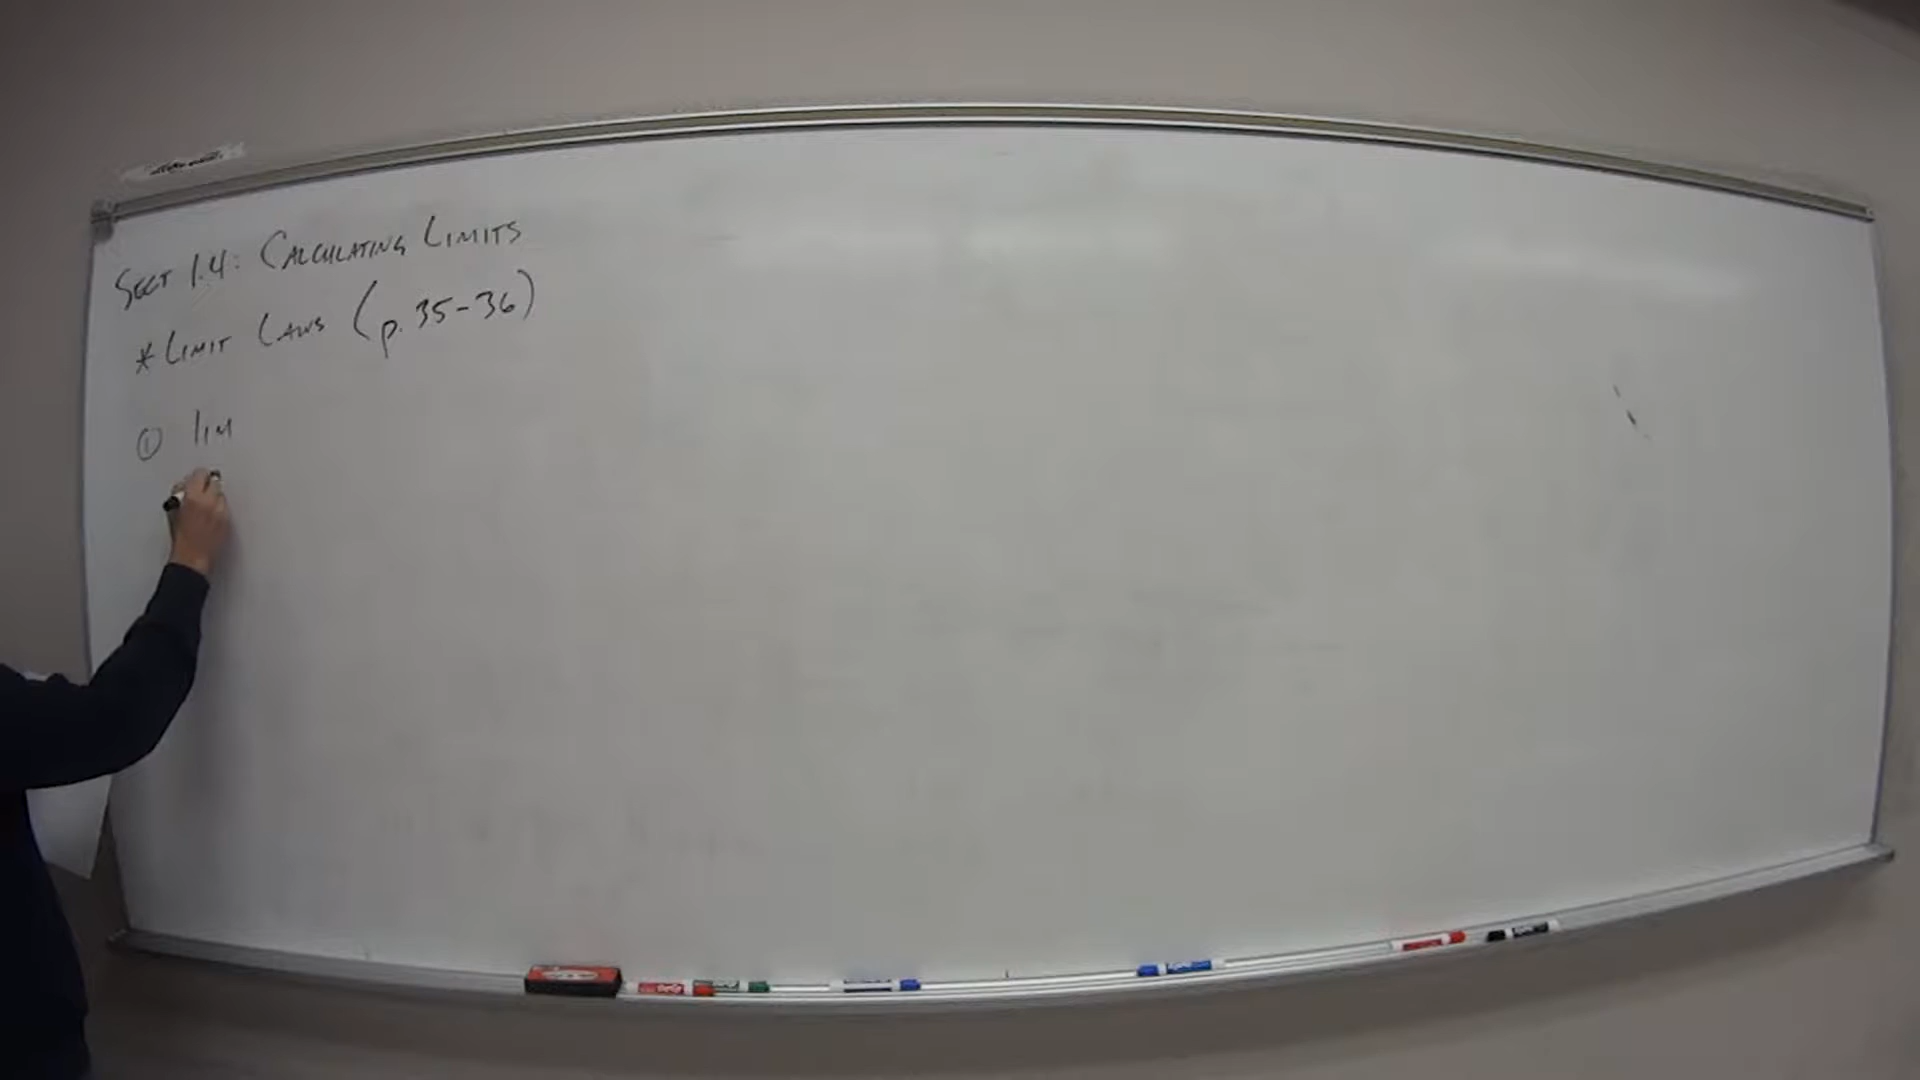 SECT 1.4: CALCULATING LIMITS
* LIMIT LAWS (p. 35-36)
① lim